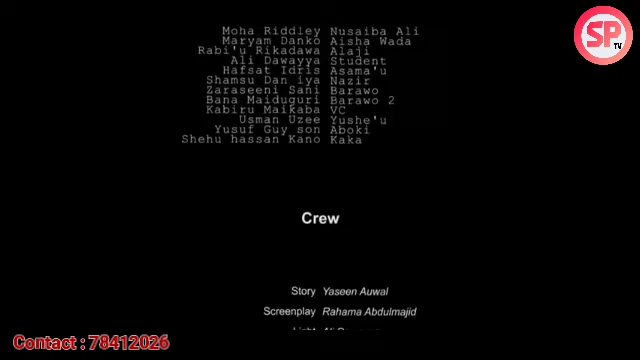 Moha Riddley Nusaiba Ali
Maryam Danko Aisha Wada
Rabi'u Rikadawa Alaji
Ali Dawayya Student
Hafsat Idris Asama'u
Shamsu Dan iya Nazir
Zaraseeni Sani Barawo
Bana Maiduguri Barawo 2
Kabiru Maikaba VC
Usman Uzee Yushe'u
Yusuf Guy son Aboki
Shehu hassan Kano Kaka
SP
TV
Crew
Story Yaseen Auwal
Screenplay Rahama Abdulmajid
Light Ali
Contact : 78412026